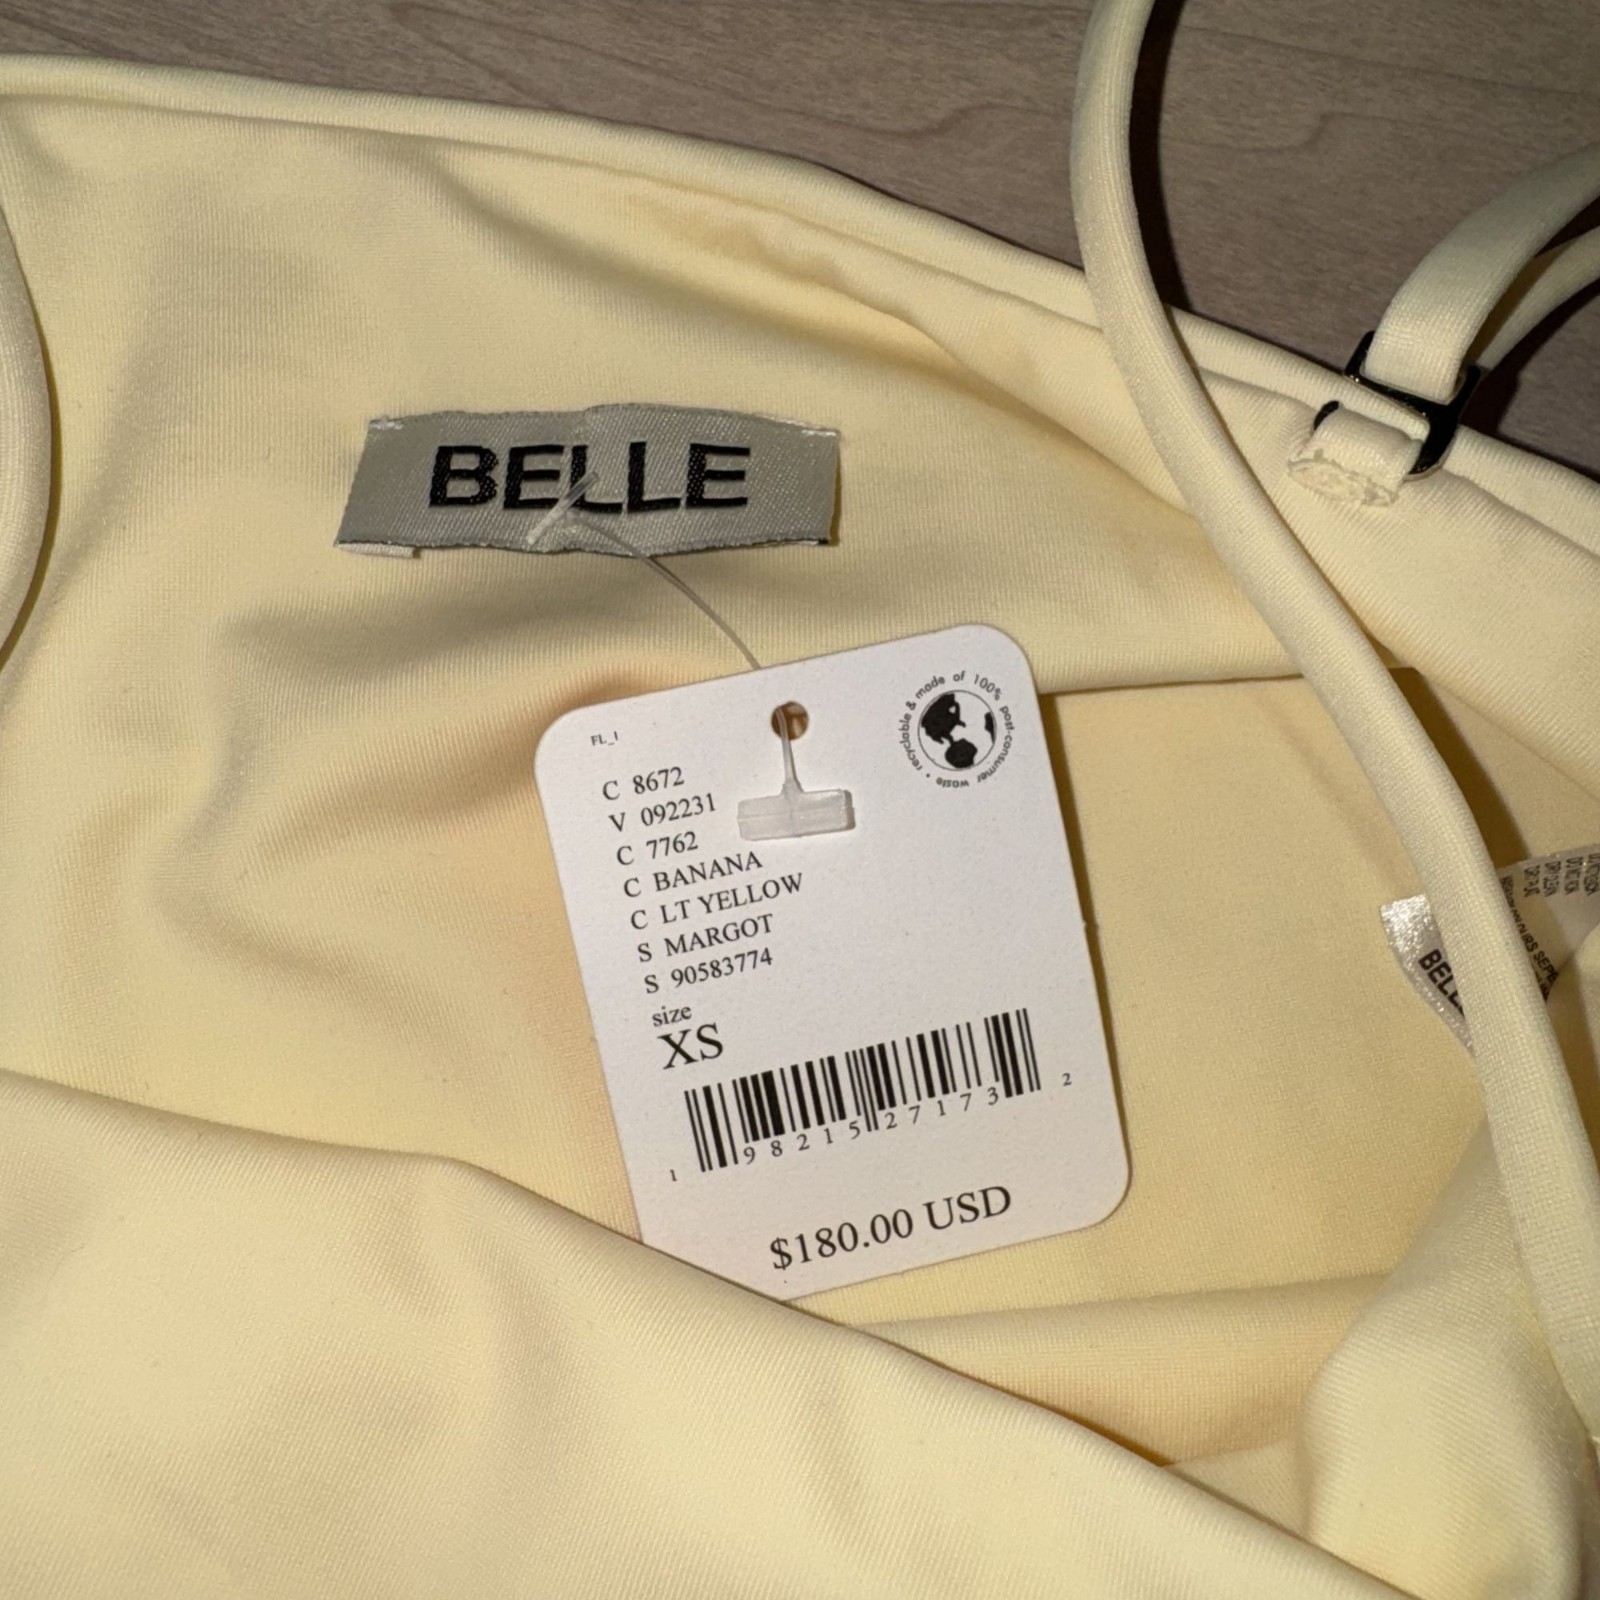 BELLE
recyclable & made of 100% post-consumer waste •
FL_I
C 8672
V 092231
C 7762
C BANANA
C LT YELLOW
S MARGOT
S 90583774
size
XS
1 98215 27173 2
$180.00 USD
BELLE